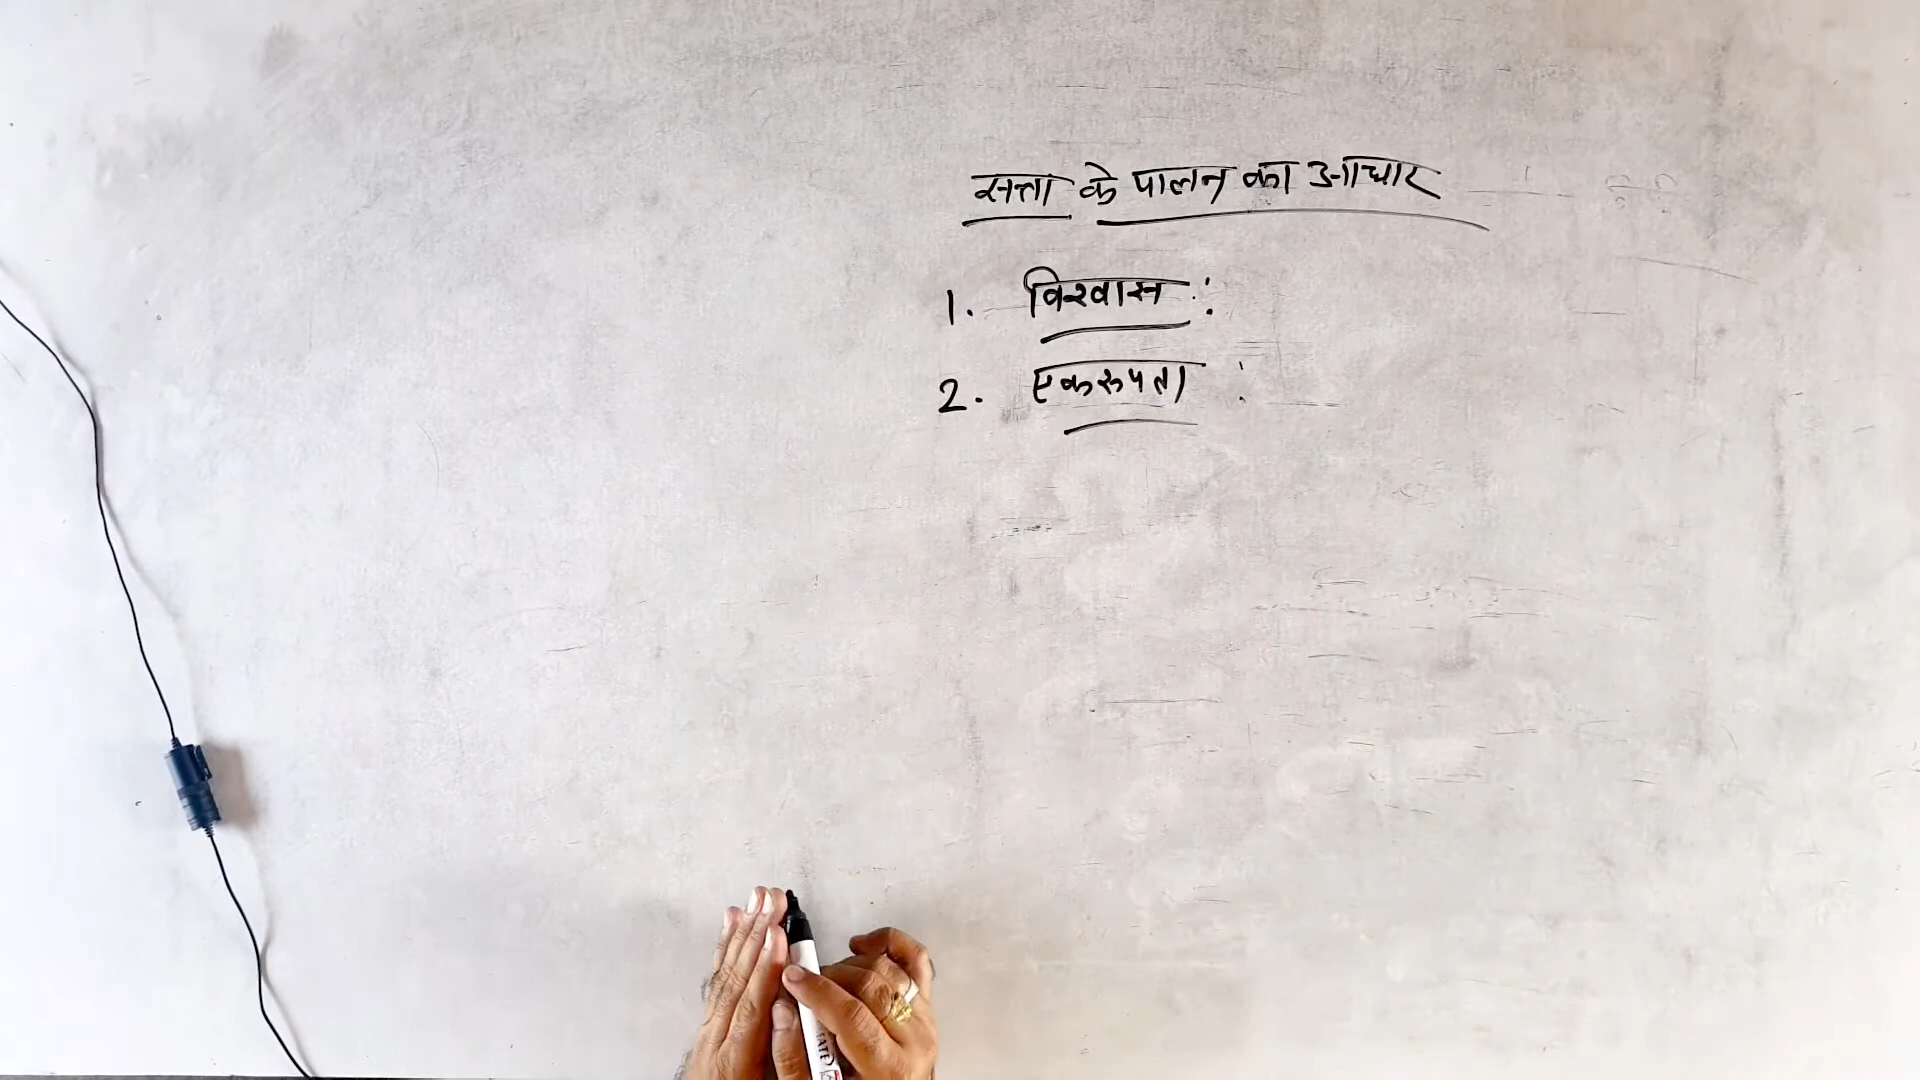 सत्ता के पालन का आधार
1. विश्वास :
2. एकरूपता :